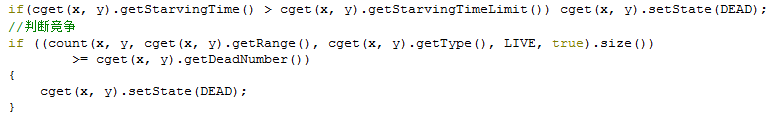 if(cget(x, y).getStarvingTime() > cget(x, y).getStarvingTimeLimit()) cget(x, y).setState(DEAD);
//判断竟争
if ((count(x, y, cget(x, y).getRange(), cget(x, y).getType(), LIVE, true).size())
        >= cget(x, y).getDeadNumber())
{
    cget(x, y).setState(DEAD);
}